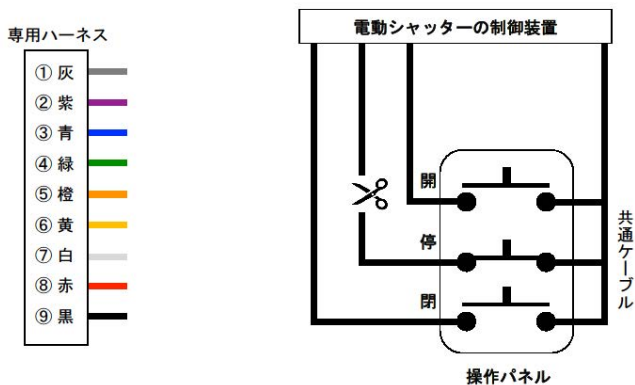 専用ハーネス
① 灰
② 紫
③ 青
④ 緑
⑤ 橙
⑥ 黄
⑦ 白
⑧ 赤
⑨ 黒
電動シャッターの制御装置
開
停
閉
共通ケーブル
操作パネル